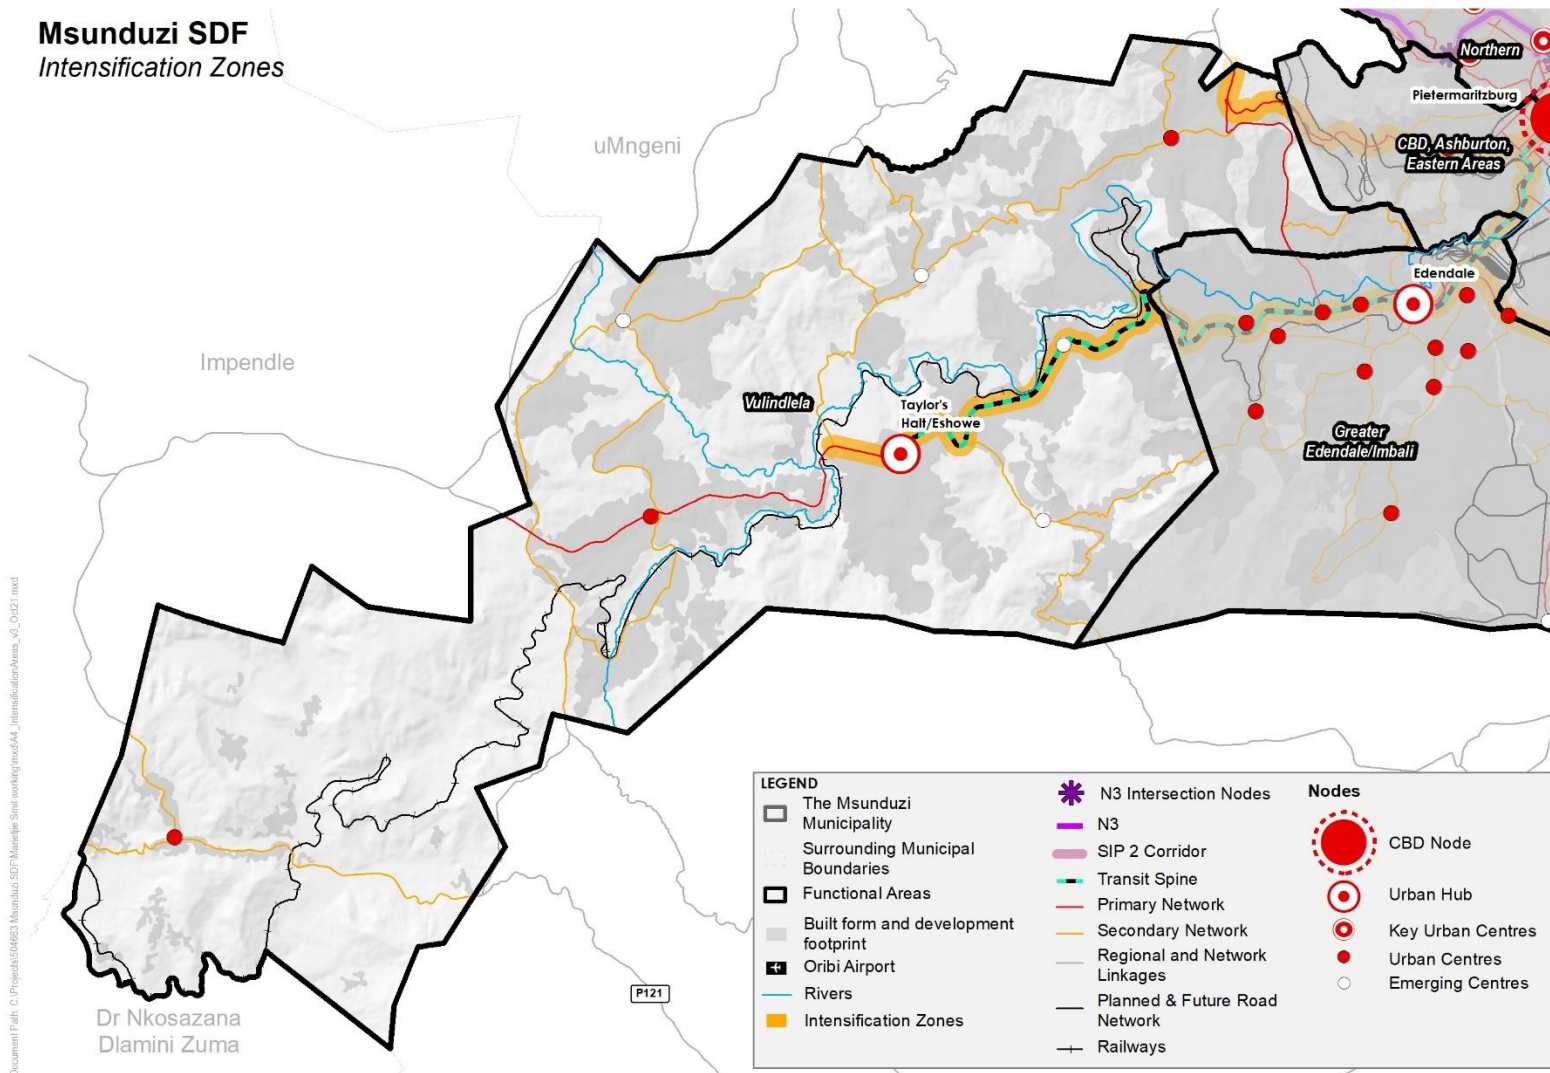 Msunduzi SDF
Intensification Zones
Northern
Pietermaritzburg
uMngeni
CBD, Ashburton,
Eastern Areas
Edendale
Impendle
Vulindlela
Taylor's
Halt/Eshowe
Greater
Edendale/Imbali
P121
Dr Nkosazana
Dlamini Zuma
LEGEND
The Msunduzi
Municipality
Surrounding Municipal
Boundaries
Functional Areas
Built form and development
footprint
Oribi Airport
Rivers
Intensification Zones
N3 Intersection Nodes
N3
SIP 2 Corridor
Transit Spine
Primary Network
Secondary Network
Regional and Network
Linkages
Planned & Future Road
Network
Railways
Nodes
CBD Node
Urban Hub
Key Urban Centres
Urban Centres
Emerging Centres